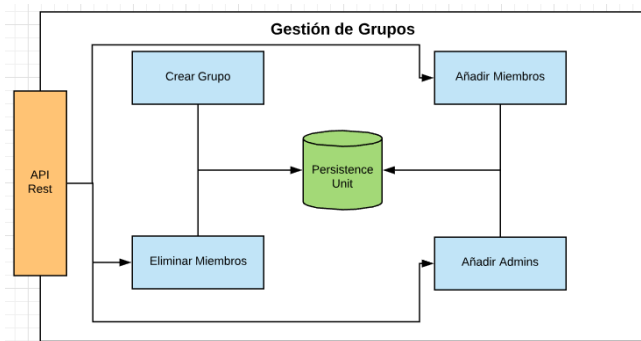 Gestión de Grupos
Crear Grupo
Añadir Miembros
API
Rest
Persistence
Unit
Eliminar Miembros
Añadir Admins